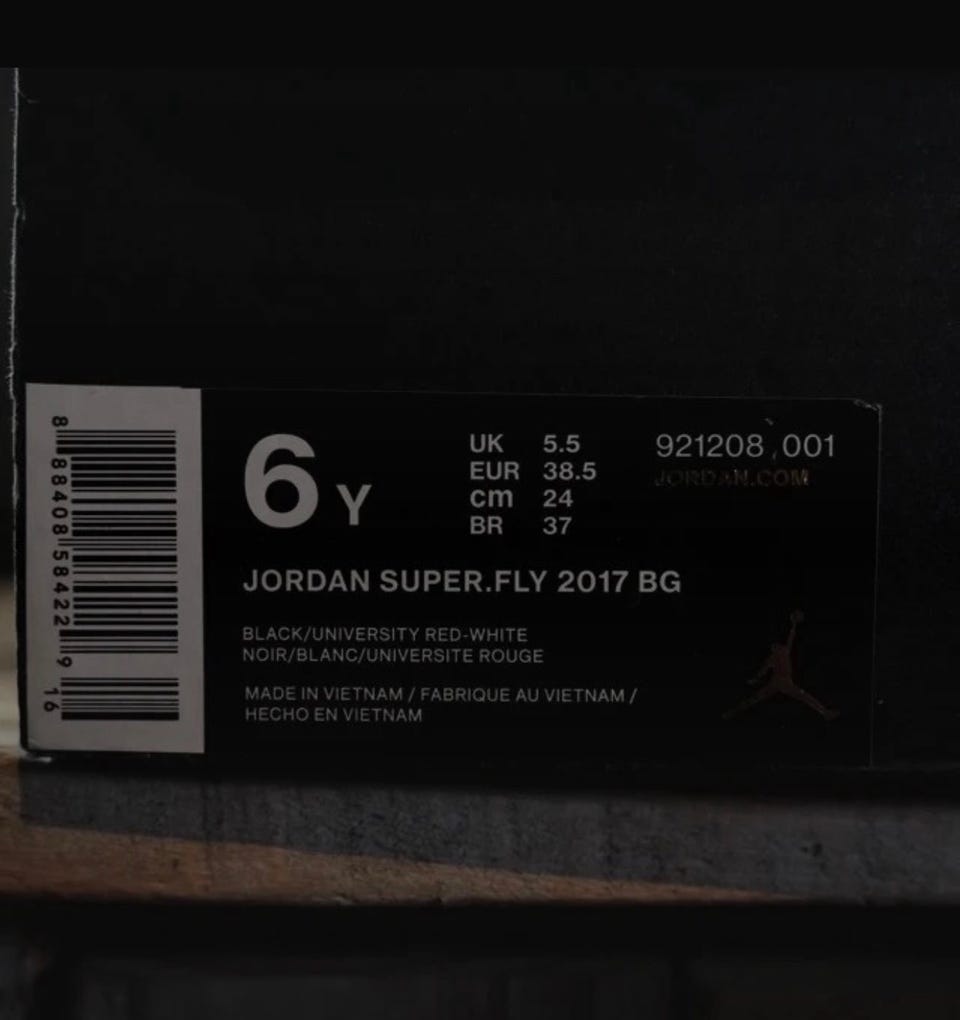 8 88408 58422 9
16
6 Y
UK 5.5
EUR 38.5
cm 24
BR 37
921208 001
JORDAN.COM
JORDAN SUPER.FLY 2017 BG
BLACK/UNIVERSITY RED-WHITE
NOIR/BLANC/UNIVERSITE ROUGE
MADE IN VIETNAM / FABRIQUE AU VIETNAM /
HECHO EN VIETNAM